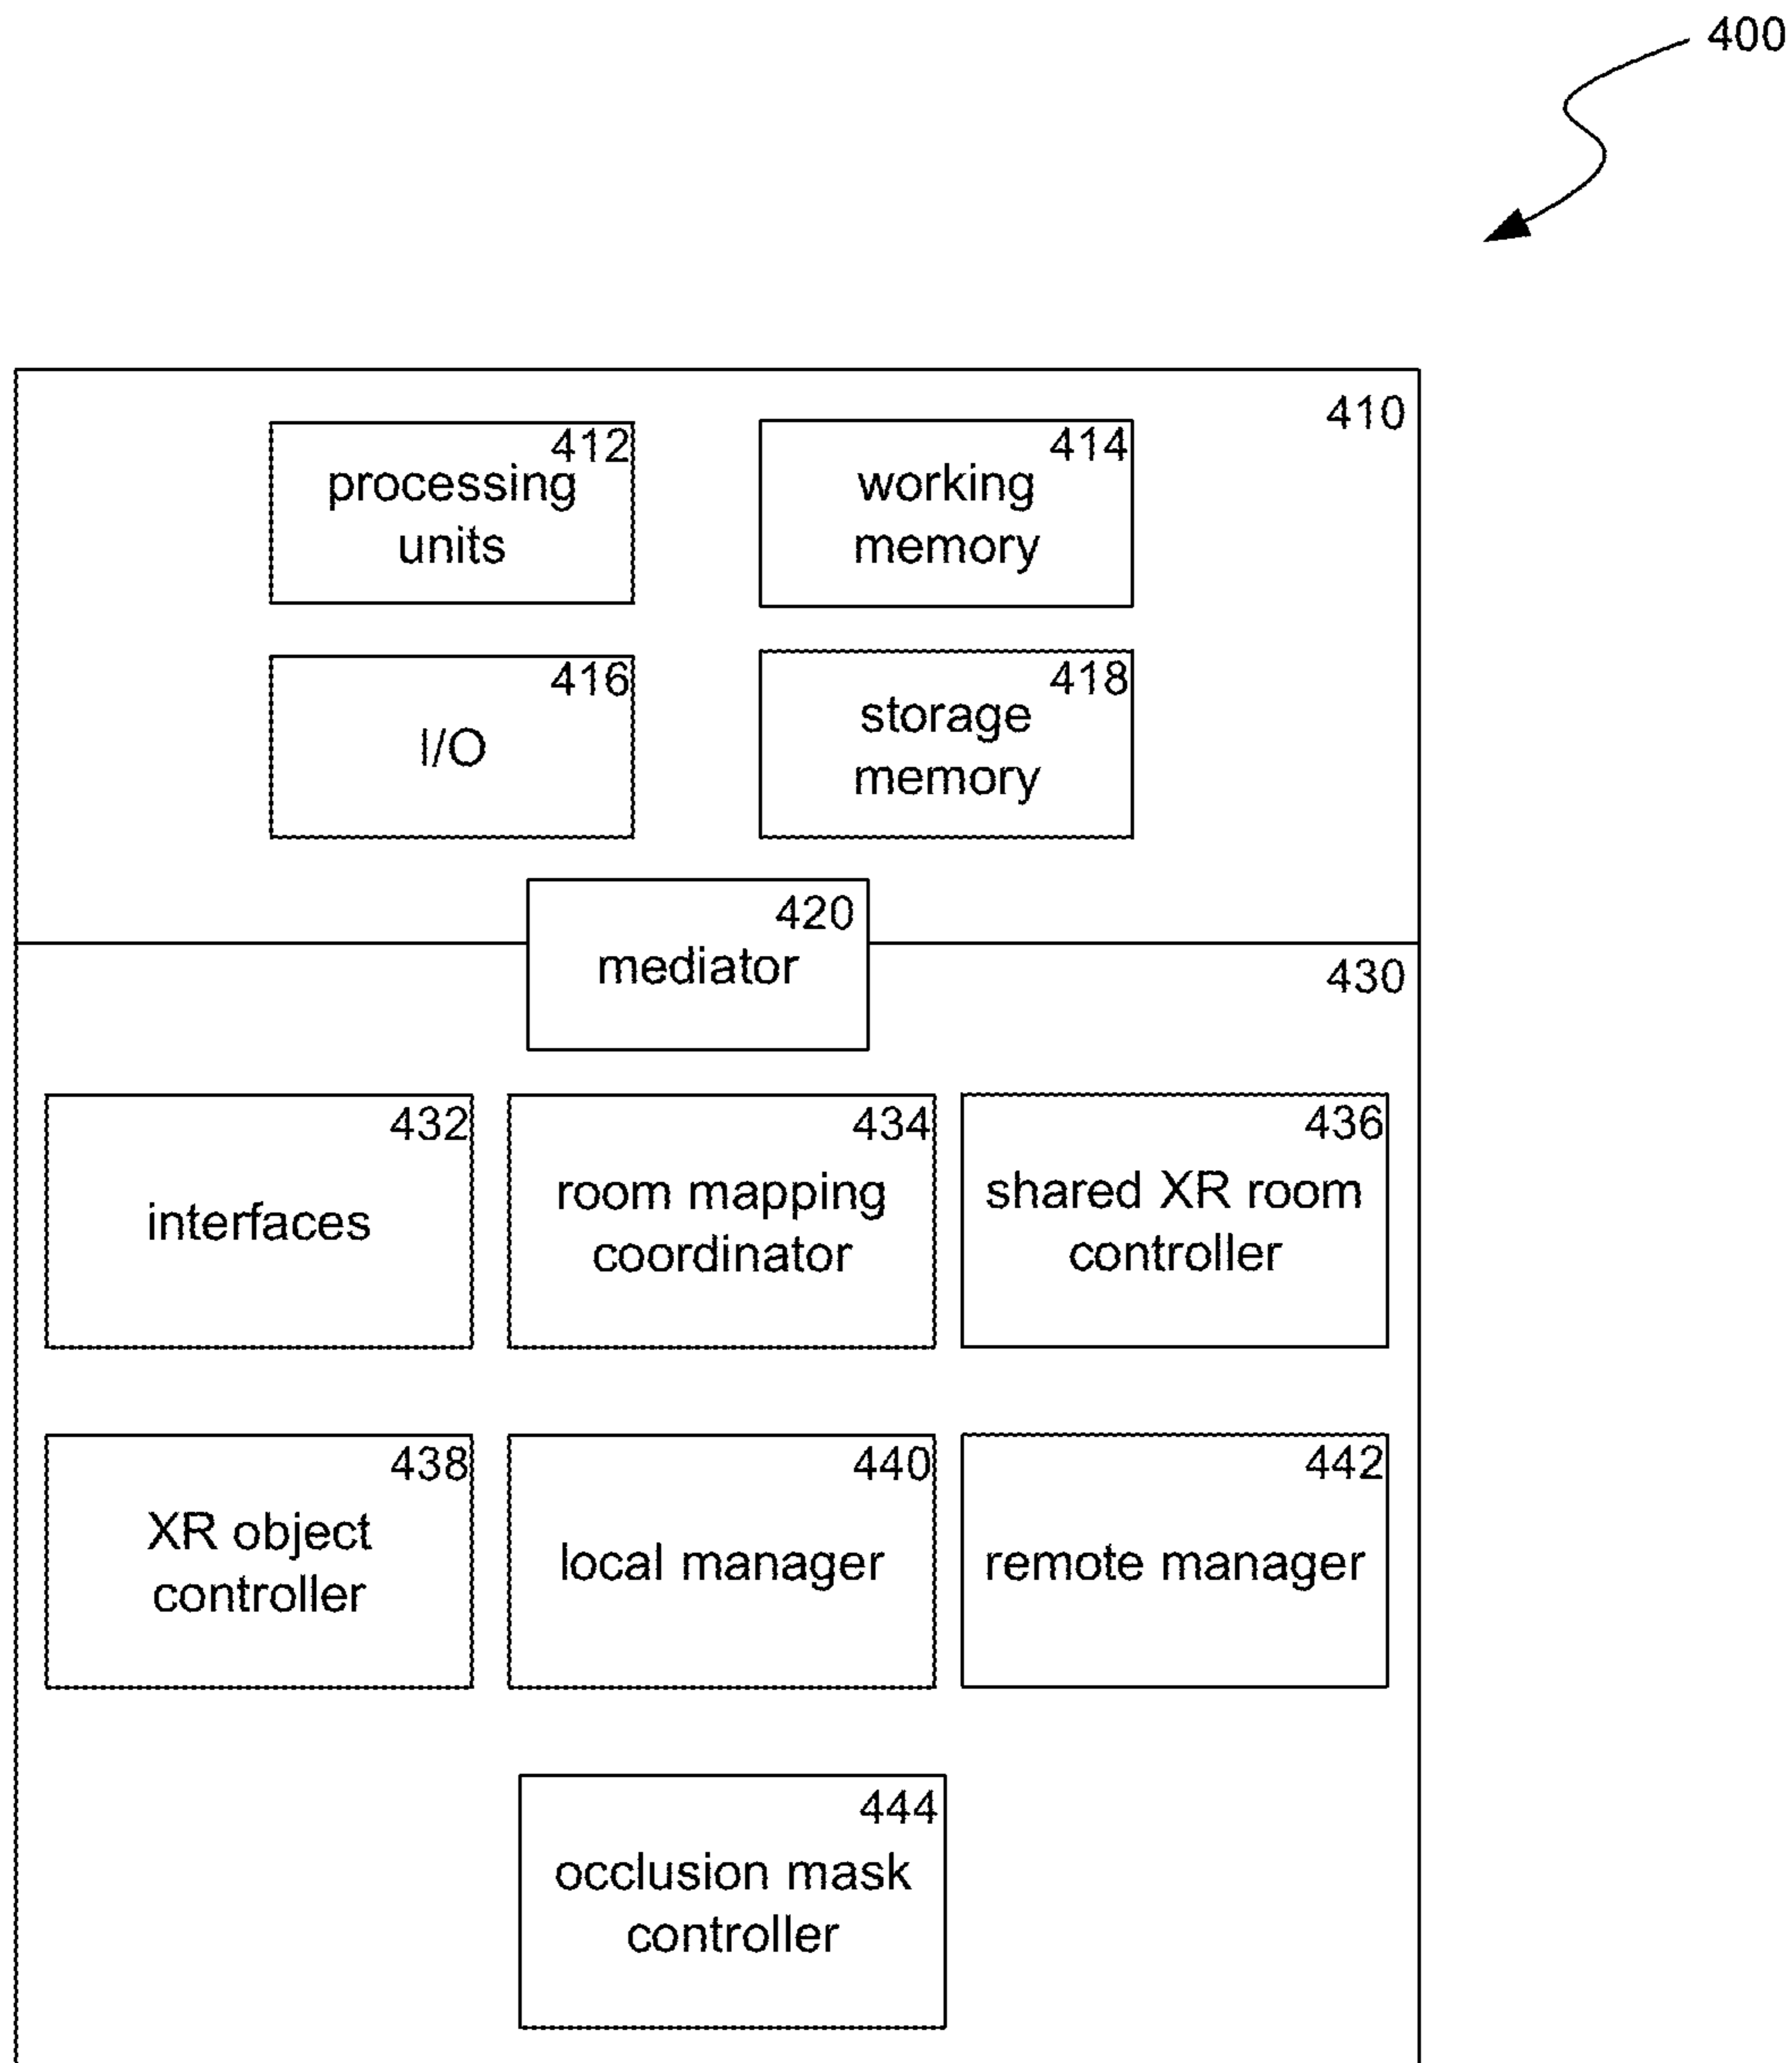 400
410
412
processing
units
414
working
memory
416
I/O
418
storage
memory
420
mediator
430
432
interfaces
434
room mapping
coordinator
436
shared XR room
controller
438
XR object
controller
440
local manager
442
remote manager
444
occlusion mask
controller